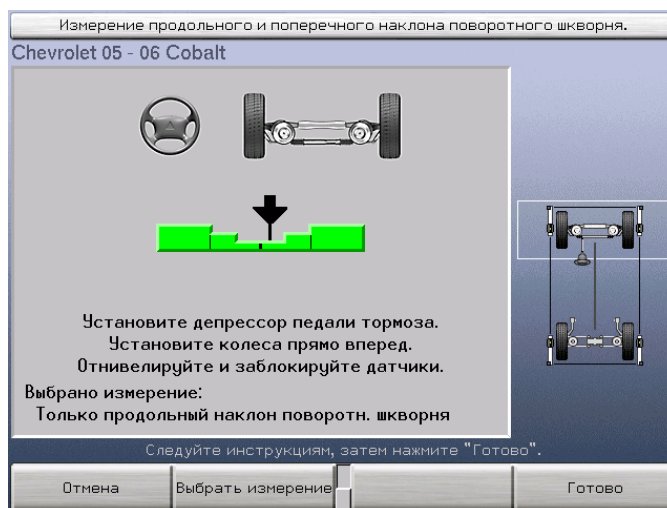 Измерение продольного и поперечного наклона поворотного шкворня.
Chevrolet 05 - 06 Cobalt
Установите депрессор педали тормоза.
Установите колеса прямо вперед.
Отнивелируйте и заблокируйте датчики.
Выбрано измерение:
Только продольный наклон поворотн. шкворня
Следуйте инструкциям, затем нажмите "Готово".
Отмена
Выбрать измерение
Готово